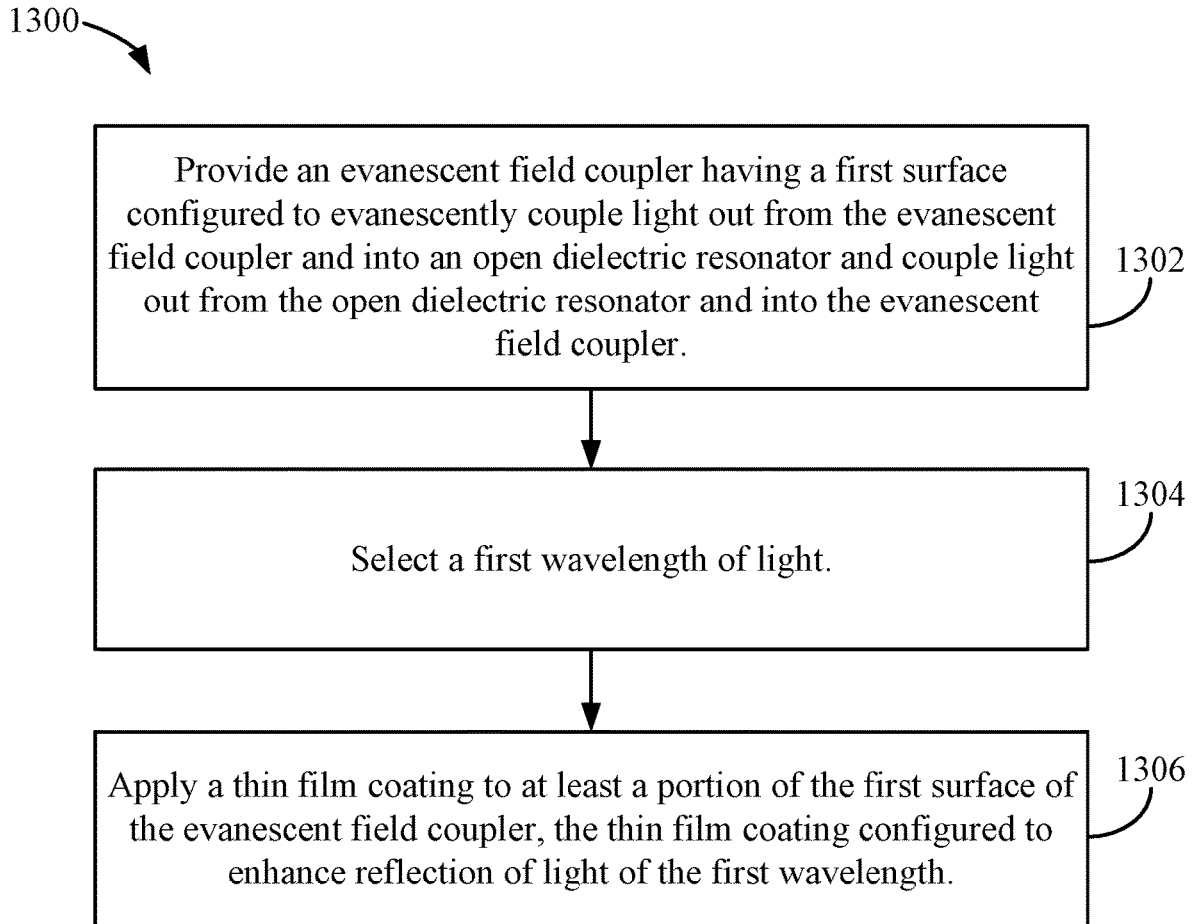 1300
Provide an evanescent field coupler having a first surface
configured to evanescently couple light out from the evanescent
field coupler and into an open dielectric resonator and couple light
out from the open dielectric resonator and into the evanescent
field coupler.
1302
Select a first wavelength of light.
1304
Apply a thin film coating to at least a portion of the first surface of
the evanescent field coupler, the thin film coating configured to
enhance reflection of light of the first wavelength.
1306